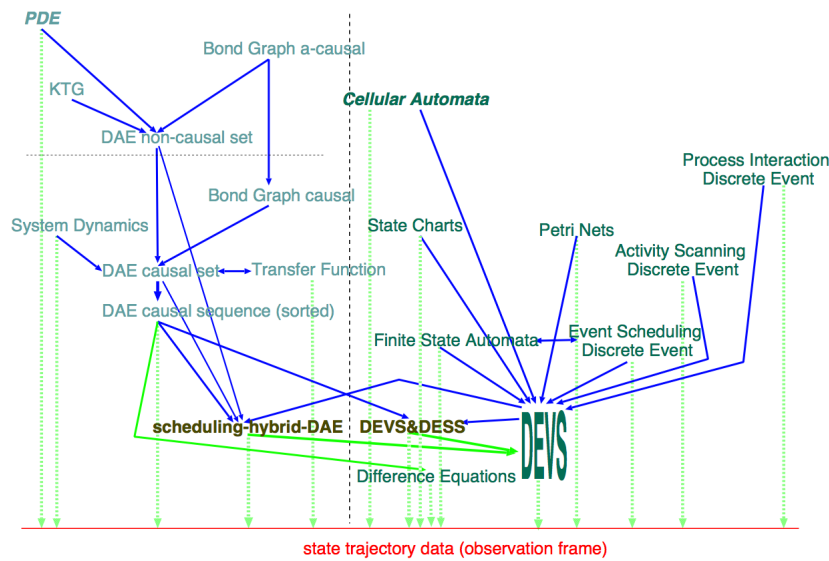 PDE
Bond Graph a-causal
KTG
Cellular Automata
DAE non-causal set
Process Interaction
Discrete Event
Bond Graph causal
System Dynamics
State Charts
Petri Nets
Activity Scanning
Discrete Event
DAE causal set
Transfer Function
DAE causal sequence (sorted)
Finite State Automata
Event Scheduling
Discrete Event
scheduling-hybrid-DAE
DEVS&DESS
DEVS
Difference Equations
state trajectory data (observation frame)